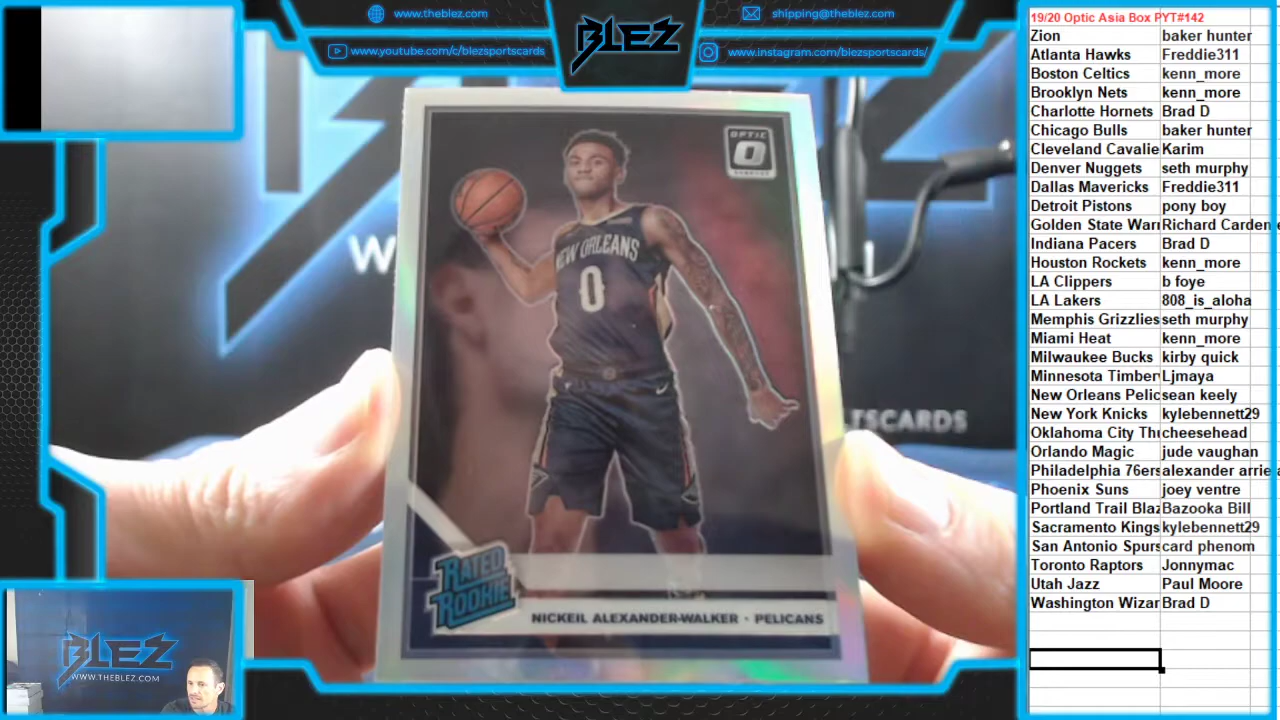 www.theblez.com
shipping@theblez.com
BLEZ
www.youtube.com/c/blezsportscards
www.instagram.com/blezsportscards/
OPTIC
NEW ORLEANS
0
RATED
ROOKIE
NICKEIL ALEXANDER-WALKER • PELICANS
W
TSCARDS
BLEZ
WWW.THEBLEZ.COM
19/20 Optic Asia Box PYT#142
Zion baker hunter
Atlanta Hawks Freddie311
Boston Celtics kenn_more
Brooklyn Nets kenn_more
Charlotte Hornets Brad D
Chicago Bulls baker hunter
Cleveland Cavalie Karim
Denver Nuggets seth murphy
Dallas Mavericks Freddie311
Detroit Pistons pony boy
Golden State Warr Richard Cardene
Indiana Pacers Brad D
Houston Rockets kenn_more
LA Clippers b foye
LA Lakers 808_is_aloha
Memphis Grizzlies seth murphy
Miami Heat kenn_more
Milwaukee Bucks kirby quick
Minnesota Timber Ljmaya
New Orleans Pelic sean keely
New York Knicks kylebennett29
Oklahoma City Thu cheesehead
Orlando Magic jude vaughan
Philadelphia 76ers alexander arriea
Phoenix Suns joey ventre
Portland Trail Blaz Bazooka Bill
Sacramento Kings kylebennett29
San Antonio Spurs card phenom
Toronto Raptors Jonnymac
Utah Jazz Paul Moore
Washington Wizar Brad D